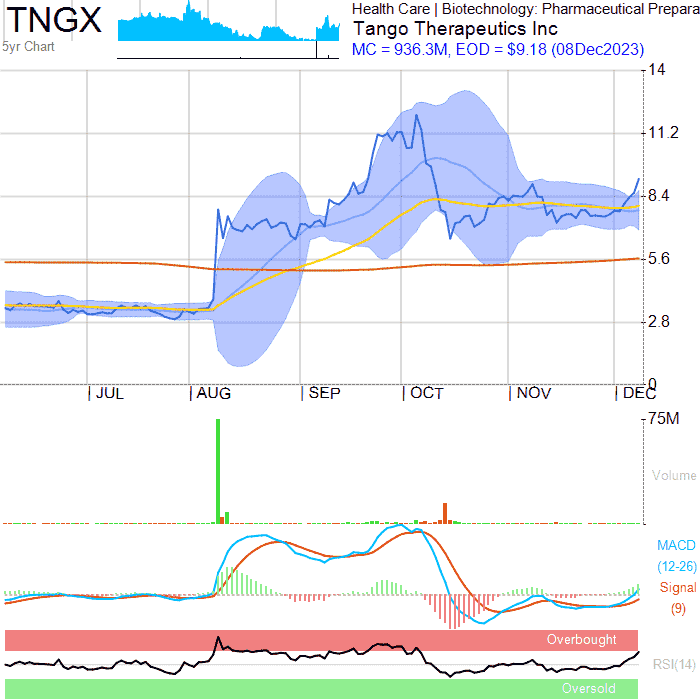 TNGX
5yr Chart
Health Care | Biotechnology: Pharmaceutical Prepara
Tango Therapeutics Inc
MC = 936.3M, EOD = $9.18 (08Dec2023)
14
11.2
8.4
5.6
2.8
0
JUL AUG SEP OCT NOV DEC
75M
Volume
MACD
(12-26)
Signal
(9)
Overbought
RSI(14)
Oversold